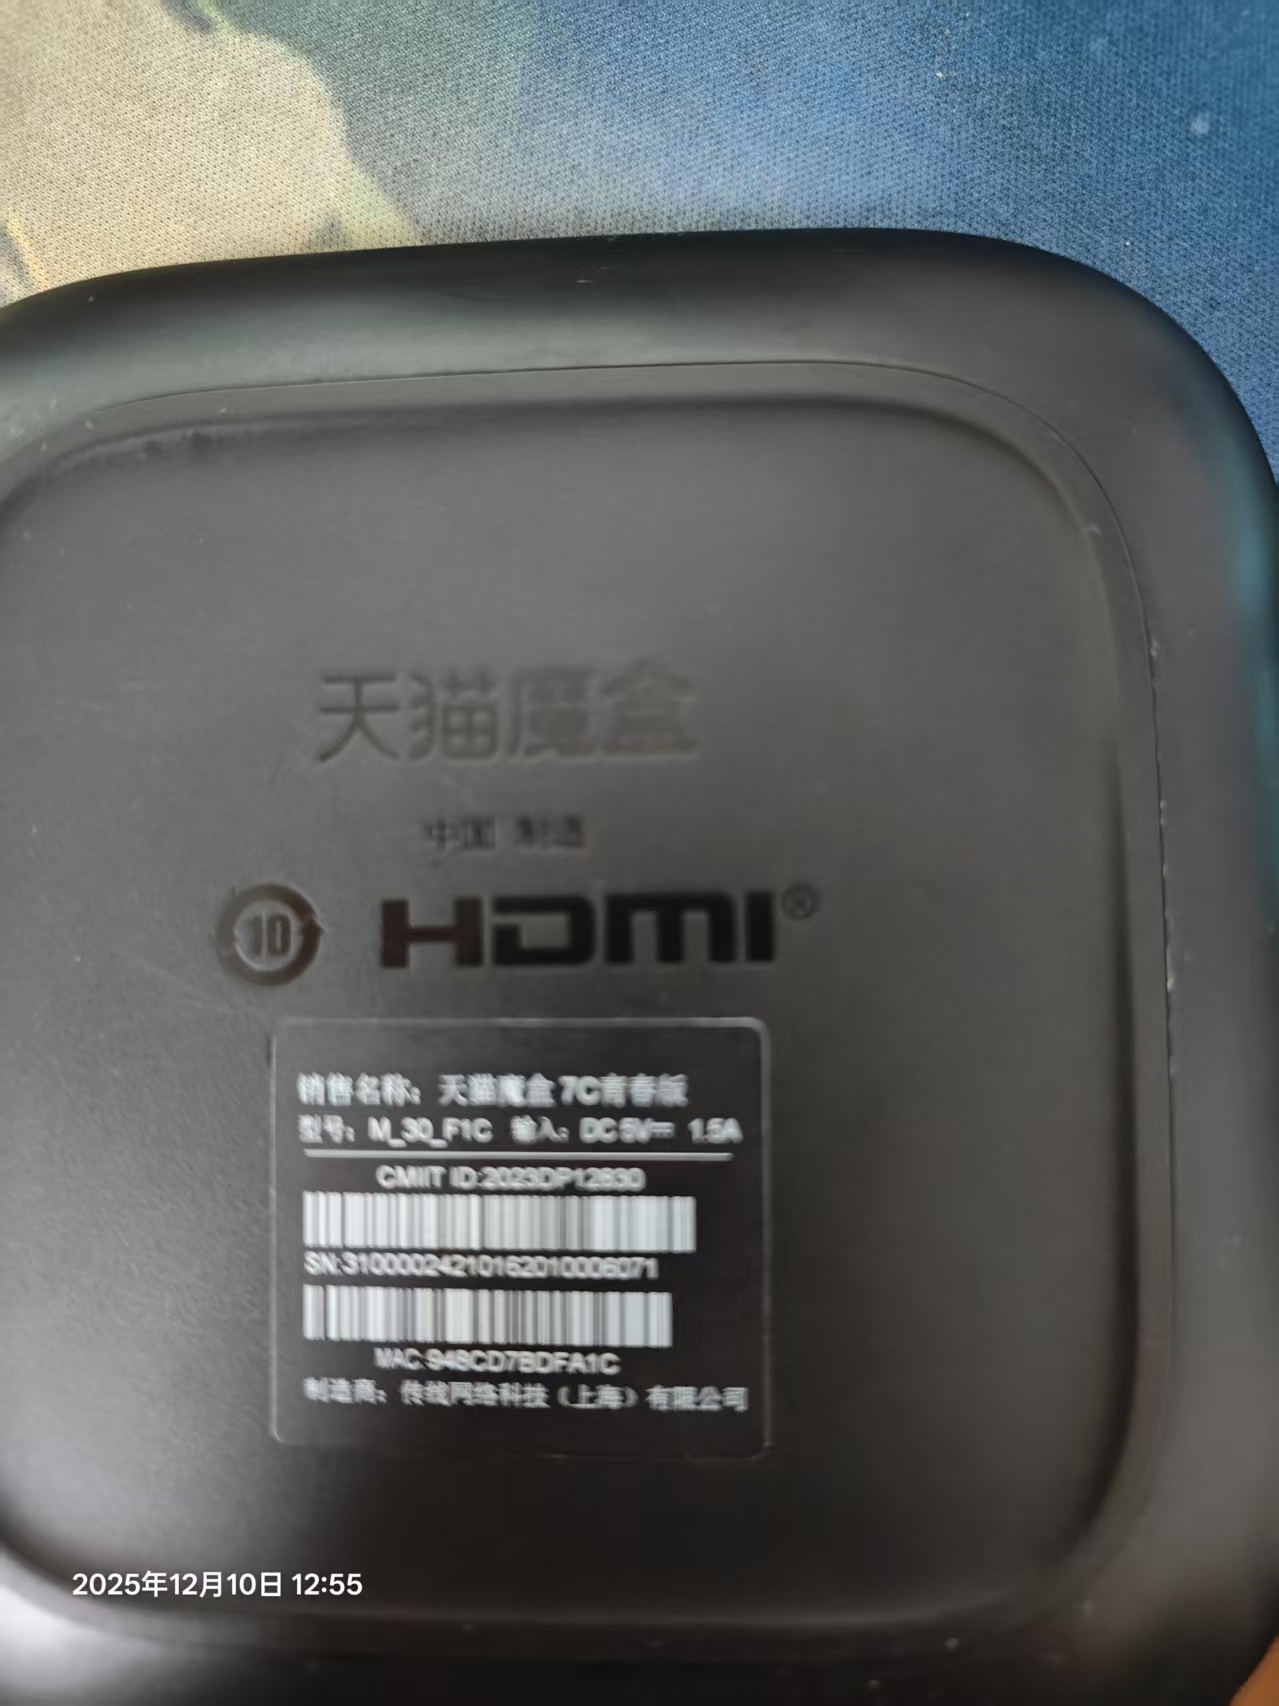 天猫魔盒
中国 制造
10 HDMI®
销售名称：天猫魔盒 7C青春版
型号：M_30_F1C 输入：DC 5V⎓ 1.5A
CMIIT ID:2023DP12630
SN:31000024210162010006071
MAC:948CD7BDFA1C
制造商：传线网络科技（上海）有限公司
2025年12月10日 12:55